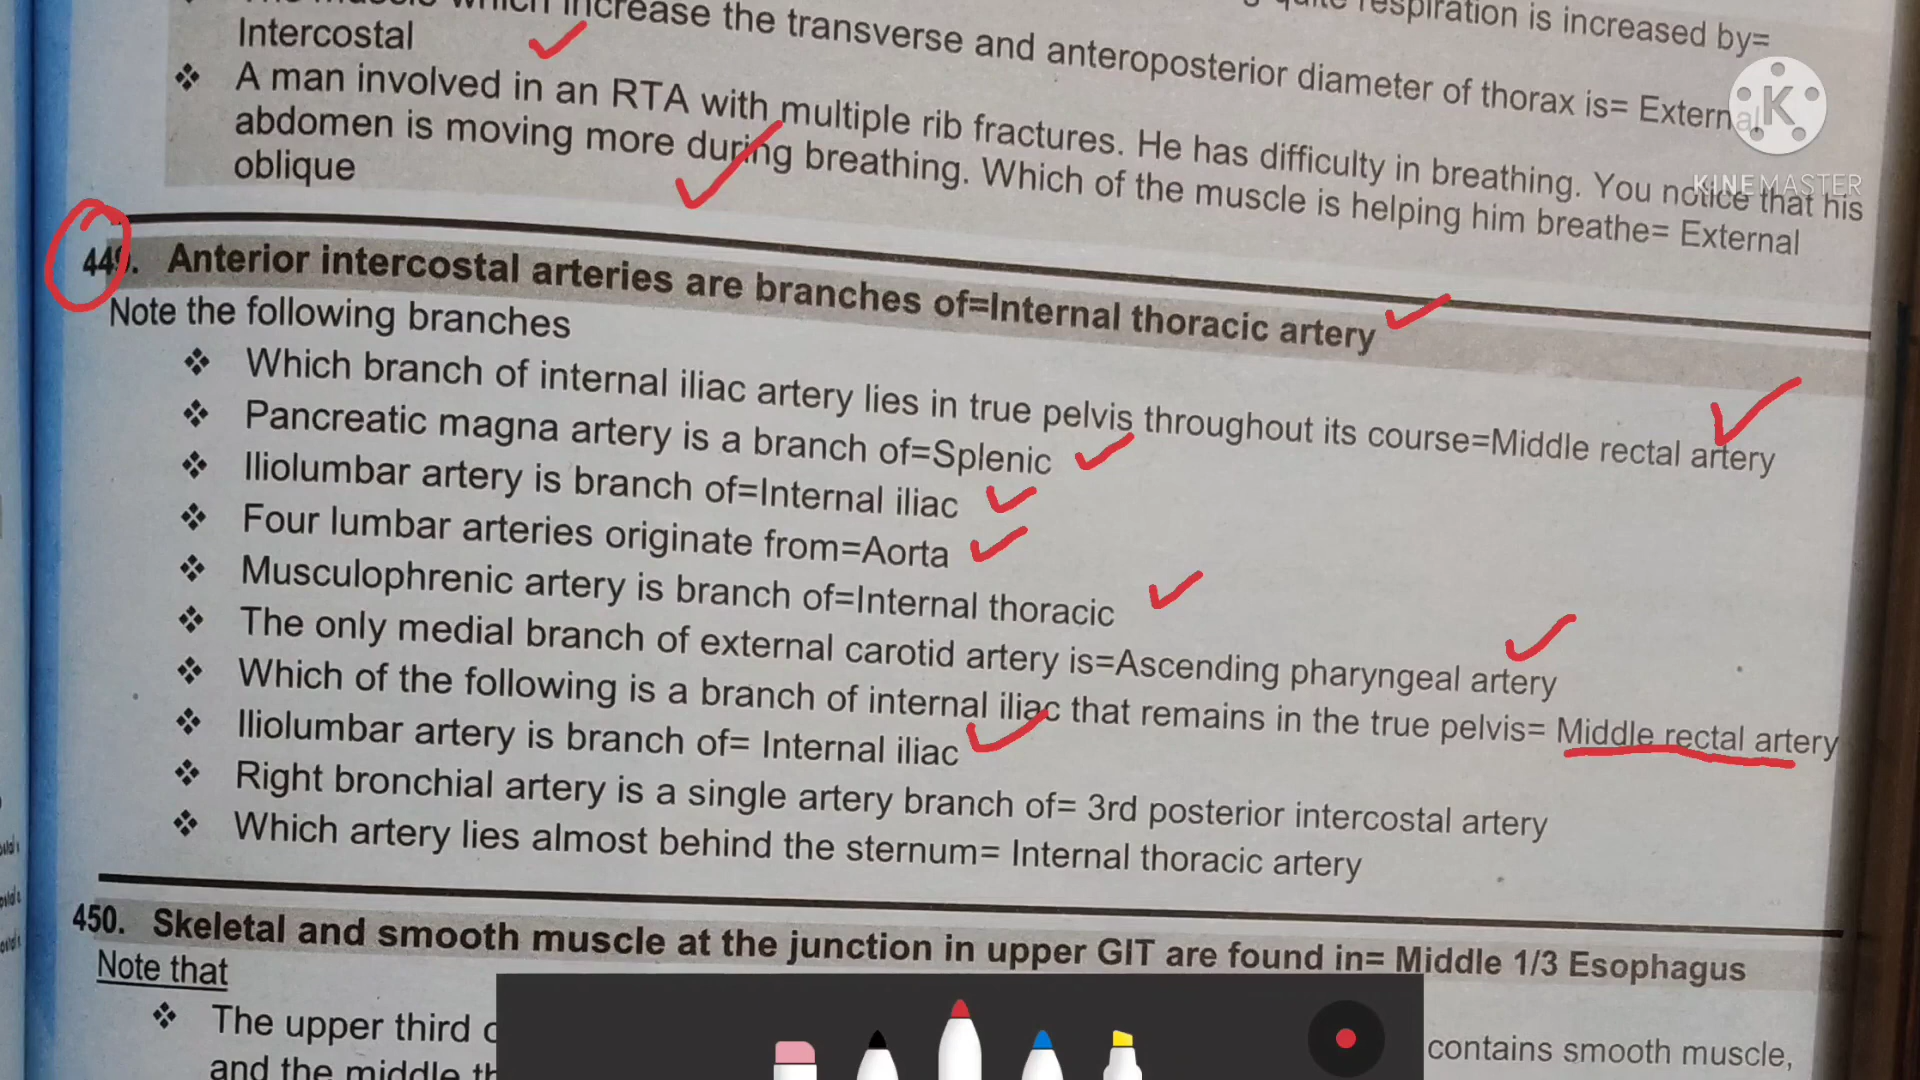 which increase the transverse and anteroposterior diameter of thorax is= External
respiration is increased by=
Intercostal
❖ A man involved in an RTA with multiple rib fractures. He has difficulty in breathing. You notice that his
abdomen is moving more during breathing. Which of the muscle is helping him breathe= External
oblique
K
KINEMASTER
449. Anterior intercostal arteries are branches of=Internal thoracic artery
Note the following branches
❖ Which branch of internal iliac artery lies in true pelvis throughout its course=Middle rectal artery
❖ Pancreatic magna artery is a branch of=Splenic
❖ Iliolumbar artery is branch of=Internal iliac
❖ Four lumbar arteries originate from=Aorta
❖ Musculophrenic artery is branch of=Internal thoracic
❖ The only medial branch of external carotid artery is=Ascending pharyngeal artery
❖ Which of the following is a branch of internal iliac that remains in the true pelvis= Middle rectal artery
❖ Iliolumbar artery is branch of= Internal iliac
❖ Right bronchial artery is a single artery branch of= 3rd posterior intercostal artery
❖ Which artery lies almost behind the sternum= Internal thoracic artery
450. Skeletal and smooth muscle at the junction in upper GIT are found in= Middle 1/3 Esophagus
Note that
❖ The upper third contains smooth muscle,
and the middle